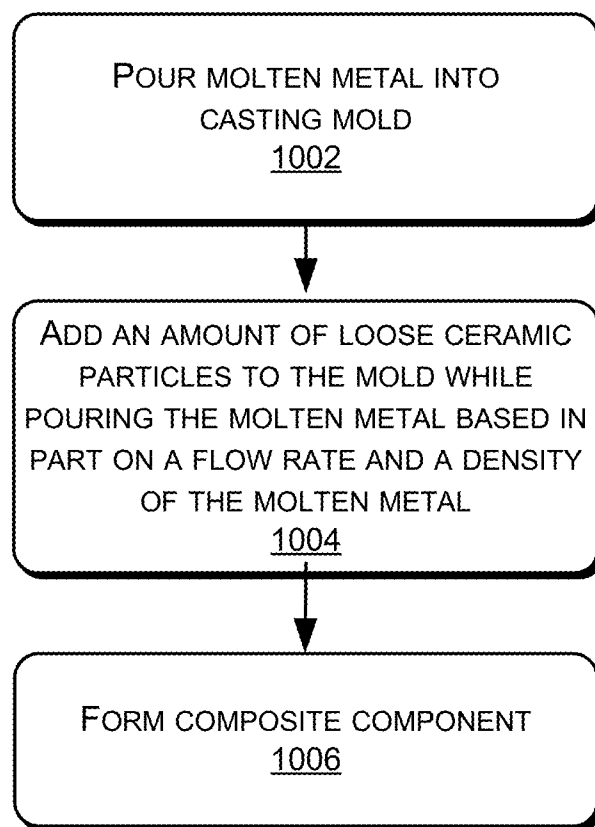 POUR MOLTEN METAL INTO
CASTING MOLD
1002
ADD AN AMOUNT OF LOOSE CERAMIC
PARTICLES TO THE MOLD WHILE
POURING THE MOLTEN METAL BASED IN
PART ON A FLOW RATE AND A DENSITY
OF THE MOLTEN METAL
1004
FORM COMPOSITE COMPONENT
1006